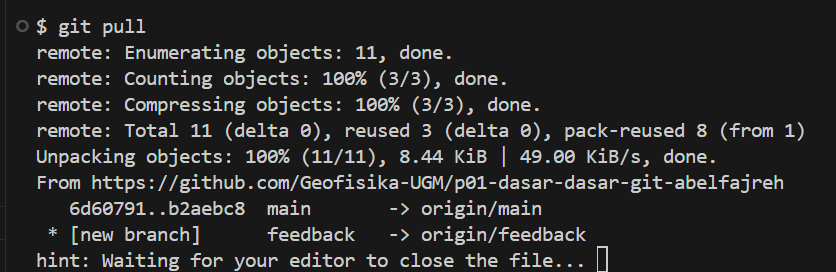 $ git pull
remote: Enumerating objects: 11, done.
remote: Counting objects: 100% (3/3), done.
remote: Compressing objects: 100% (3/3), done.
remote: Total 11 (delta 0), reused 3 (delta 0), pack-reused 8 (from 1)
Unpacking objects: 100% (11/11), 8.44 KiB | 49.00 KiB/s, done.
From https://github.com/Geofisika-UGM/p01-dasar-dasar-git-abelfajreh
   6d60791..b2aebc8  main       -> origin/main
 * [new branch]      feedback   -> origin/feedback
hint: Waiting for your editor to close the file...